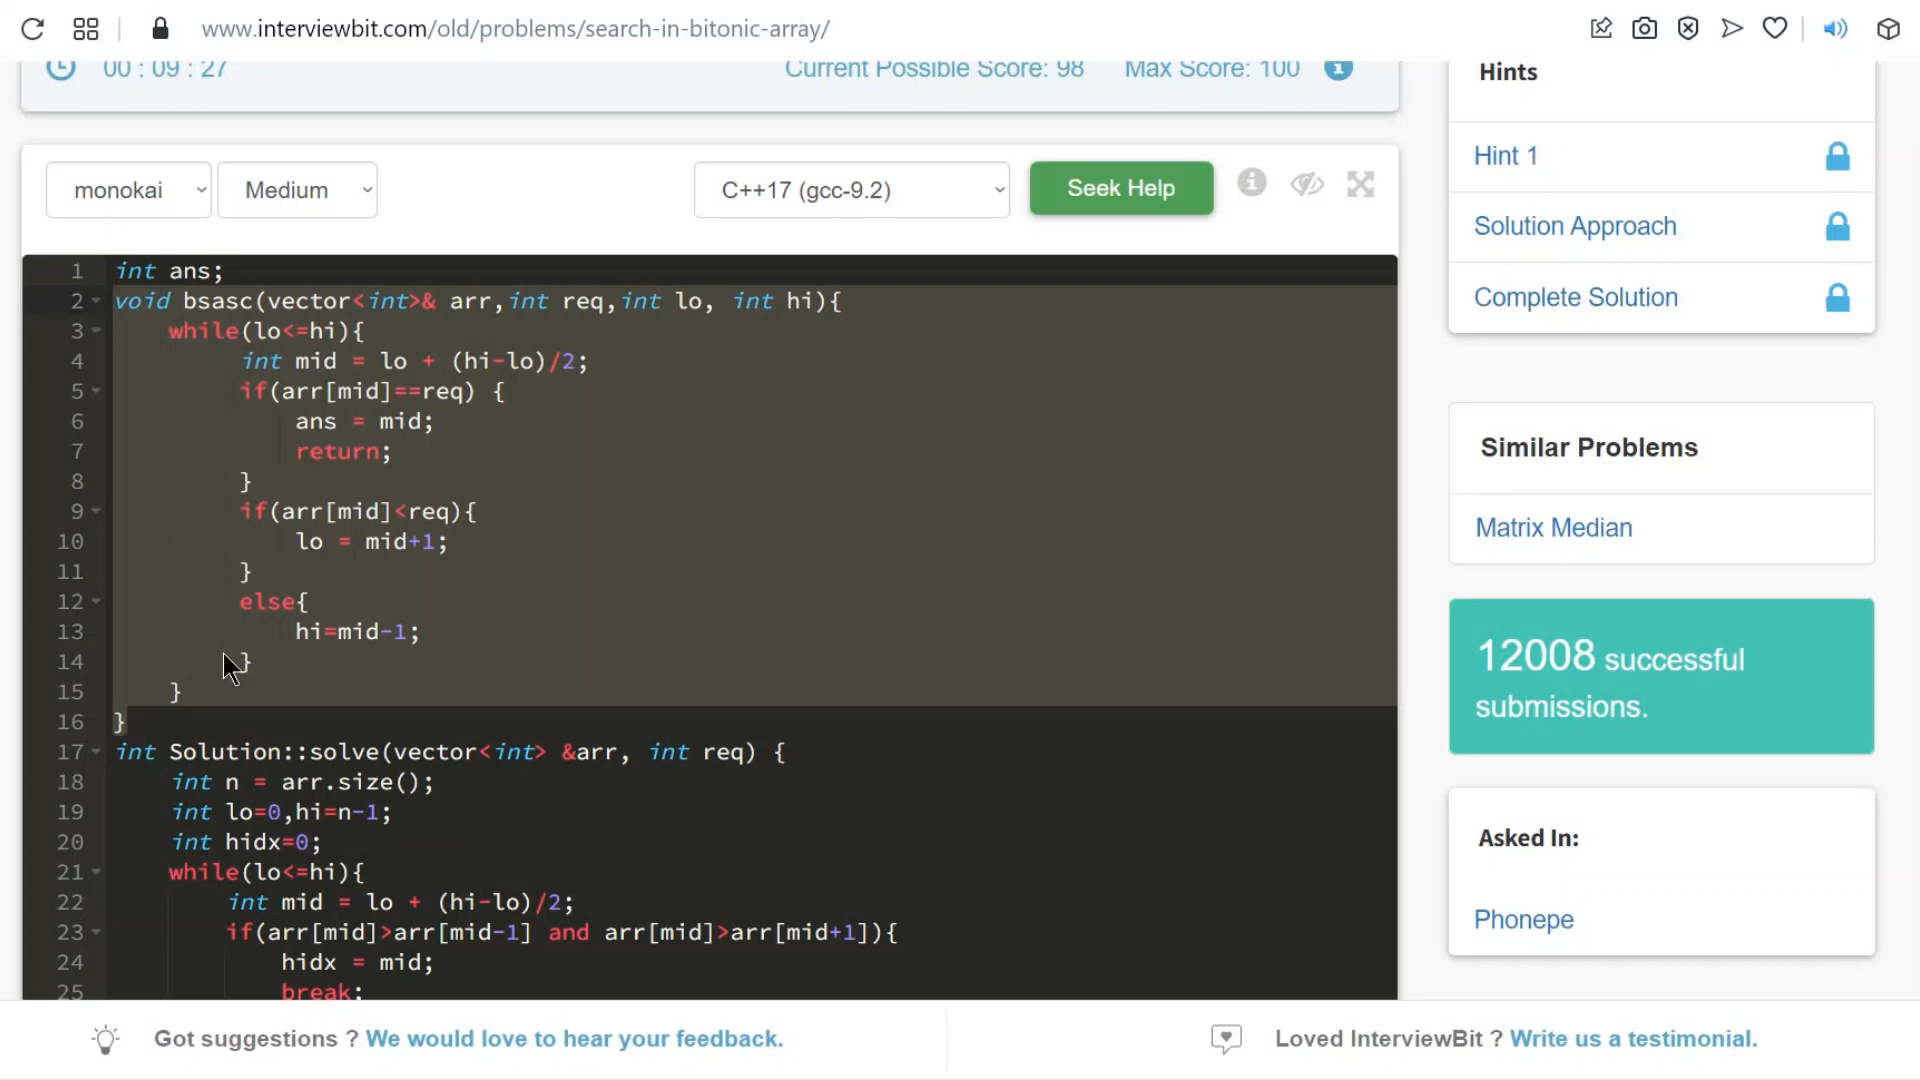 www.interviewbit.com/old/problems/search-in-bitonic-array/
00 : 09 : 27
Current Possible Score: 98
Max Score: 100
monokai
Medium
C++17 (gcc-9.2)
Seek Help
1 int ans;
2 void bsasc(vector<int>& arr,int req,int lo, int hi){
3 while(lo<=hi){
4 int mid = lo + (hi-lo)/2;
5 if(arr[mid]==req) {
6 ans = mid;
7 return;
8 }
9 if(arr[mid]<req){
10 lo = mid+1;
11 }
12 else{
13 hi=mid-1;
14 }
15 }
16 }
17 int Solution::solve(vector<int> &arr, int req) {
18 int n = arr.size();
19 int lo=0,hi=n-1;
20 int hidx=0;
21 while(lo<=hi){
22 int mid = lo + (hi-lo)/2;
23 if(arr[mid]>arr[mid-1] and arr[mid]>arr[mid+1]){
24 hidx = mid;
25 break;
Hints
Hint 1
Solution Approach
Complete Solution
Similar Problems
Matrix Median
12008 successful
submissions.
Asked In:
Phonepe
Got suggestions ? We would love to hear your feedback.
Loved InterviewBit ? Write us a testimonial.